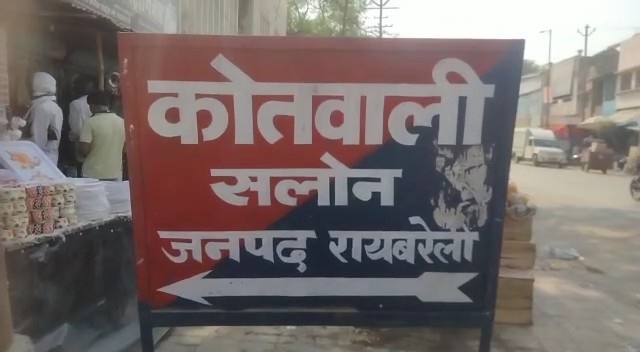 कोतवाली
सलोन
जनपद रायबरेली